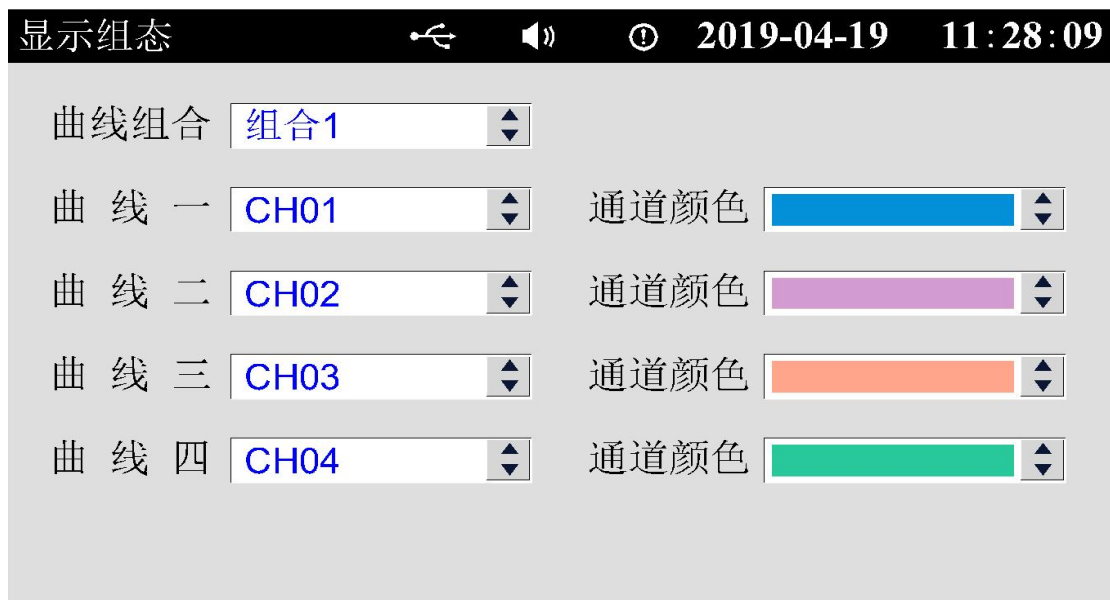 显示组态 2019-04-19 11:28:09
曲线组合 组合1
曲线一 CH01 通道颜色
曲线二 CH02 通道颜色
曲线三 CH03 通道颜色
曲线四 CH04 通道颜色